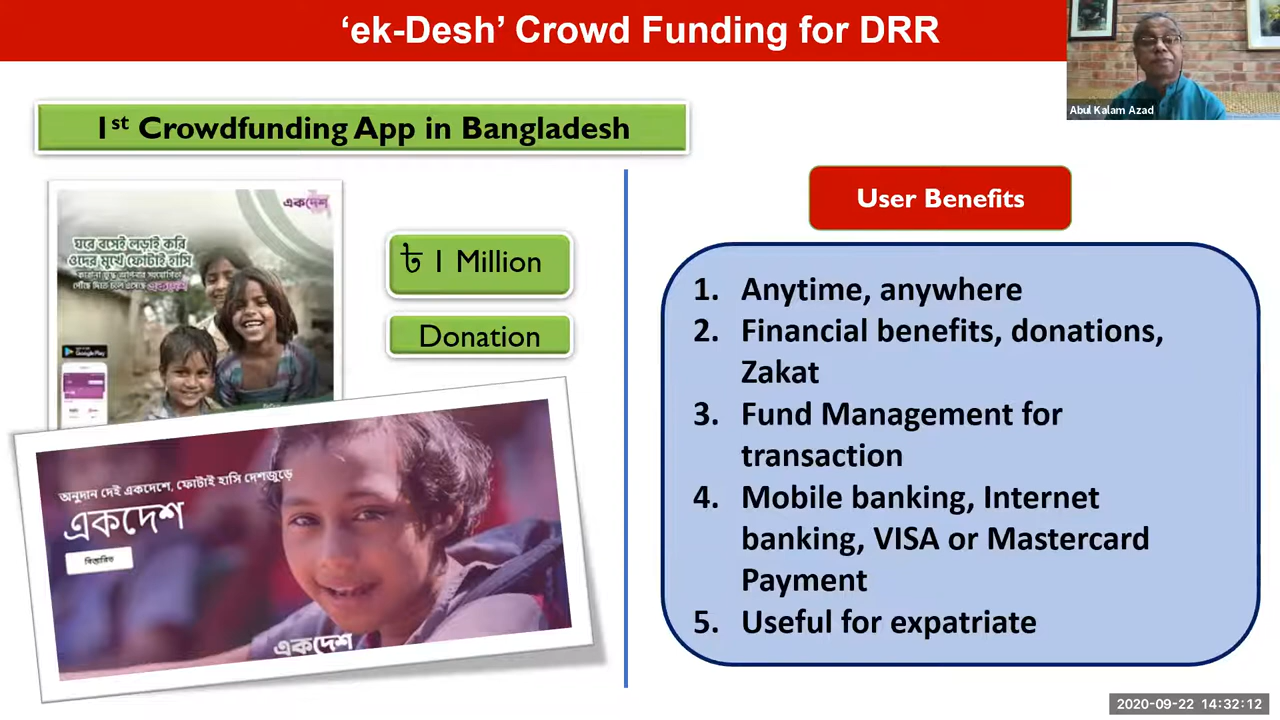 ‘ek-Desh’ Crowd Funding for DRR
Abul Kalam Azad
1st Crowdfunding App in Bangladesh
একদেশ
ঘরে বসেই লড়াই করি
ওদের মুখে ফোটাই হাসি
Google Play
৳ 1 Million
Donation
অনুদান দেই একদেশে, ফোটাই হাসি দেশজুড়ে
একদেশ
বিস্তারিত
একদেশ
User Benefits
1. Anytime, anywhere
2. Financial benefits, donations,
Zakat
3. Fund Management for
transaction
4. Mobile banking, Internet
banking, VISA or Mastercard
Payment
5. Useful for expatriate
2020-09-22 14:32:12